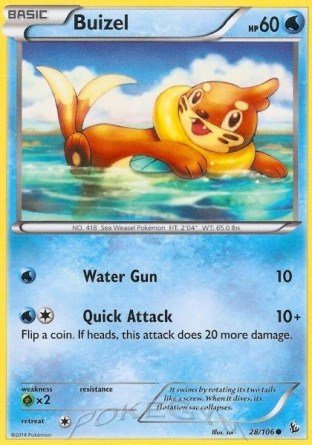 BASIC
Buizel
HP60
NO. 418 Sea Weasel Pokémon HT: 2'04" WT: 65.0 lbs
Water Gun 10
Quick Attack 10+
Flip a coin. If heads, this attack does 20 more damage.
weakness resistance
×2
retreat
It swims by rotating its two tails
like a screw. When it dives, its
flotation sac collapses.
©2014 Pokémon
Illus. sui 28/106